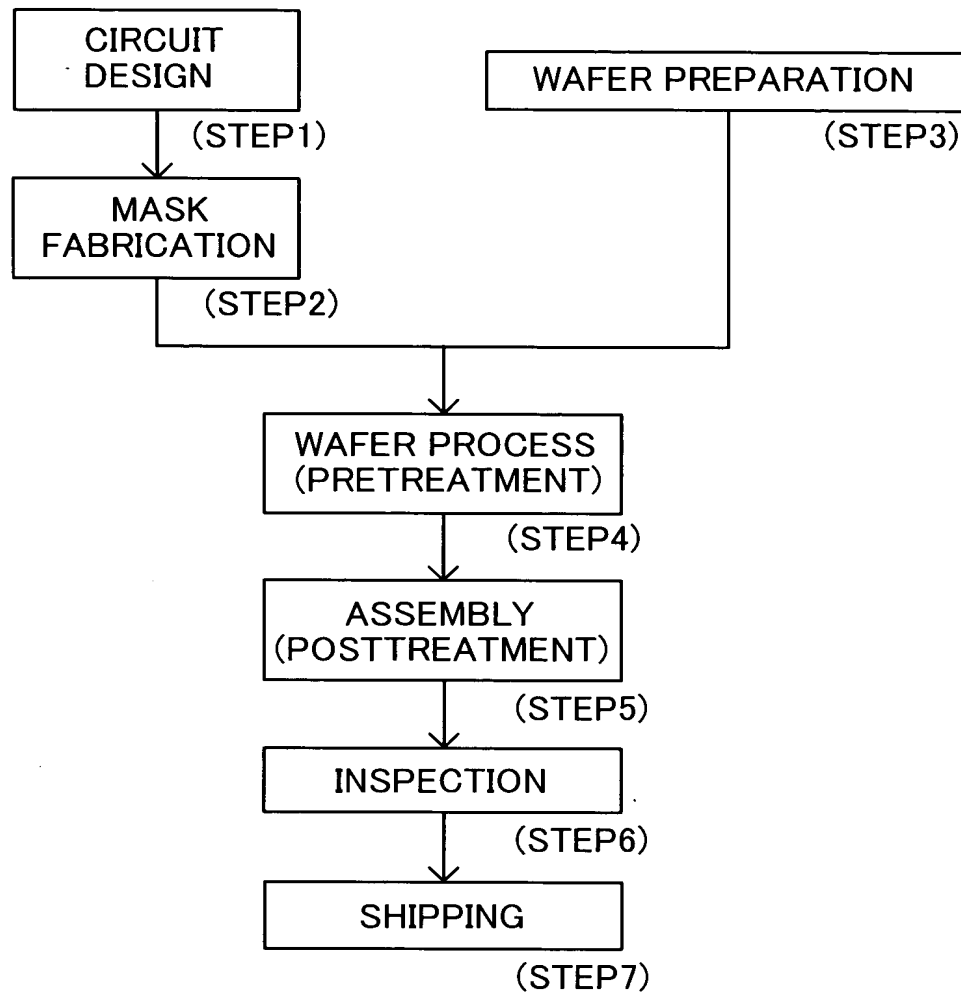 CIRCUIT
DESIGN
(STEP1)
MASK
FABRICATION
(STEP2)
WAFER PREPARATION
(STEP3)
WAFER PROCESS
(PRETREATMENT)
(STEP4)
ASSEMBLY
(POSTTREATMENT)
(STEP5)
INSPECTION
(STEP6)
SHIPPING
(STEP7)